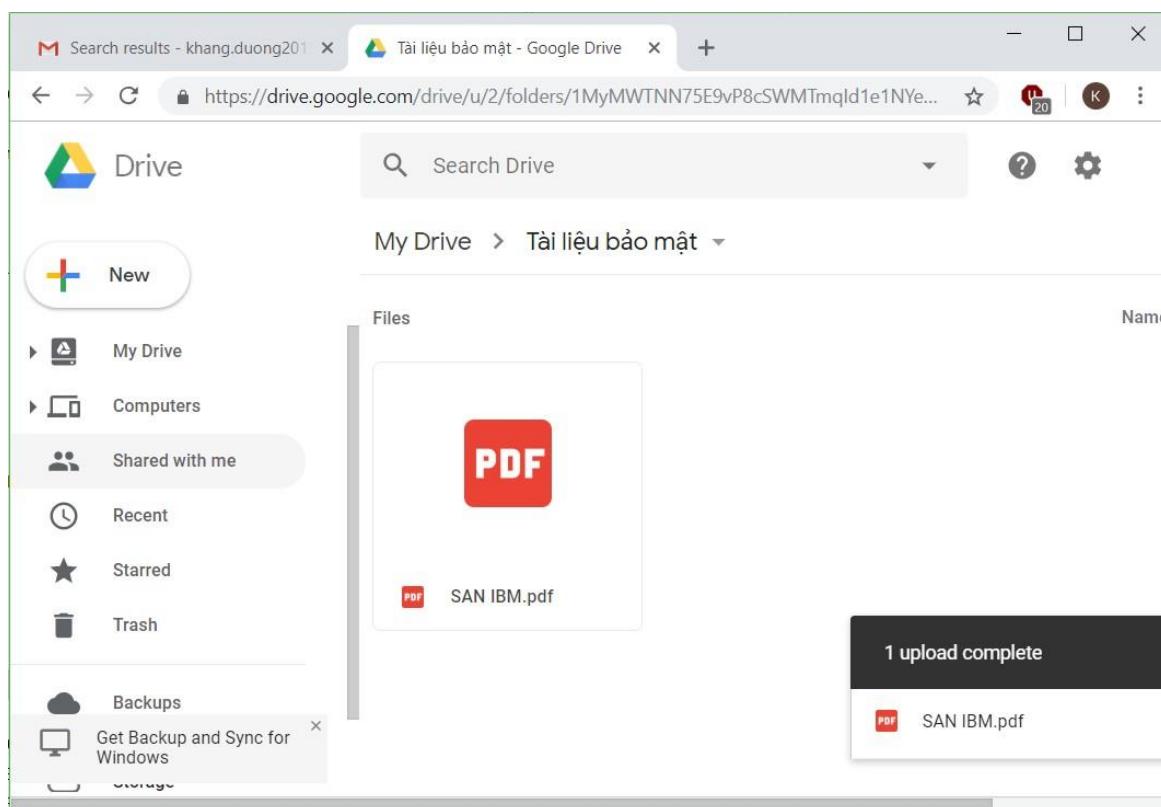 Search results - khang.duong201
Tài liệu bảo mật - Google Drive
https://drive.google.com/drive/u/2/folders/1MyMWTNN75E9vP8cSWMTmqId1e1NYe...
20
K
Drive
Search Drive
My Drive > Tài liệu bảo mật
New
Files
Name
My Drive
Computers
Shared with me
Recent
Starred
Trash
PDF
PDF SAN IBM.pdf
1 upload complete
PDF SAN IBM.pdf
Backups
Get Backup and Sync for
Windows
Storage